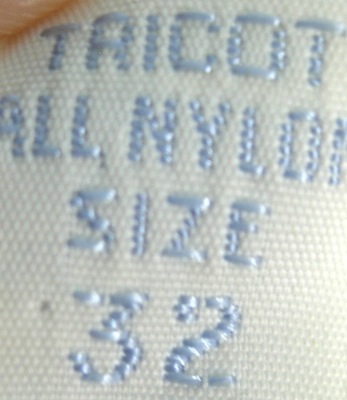 TRICOT
ALL NYLON
SIZE
32